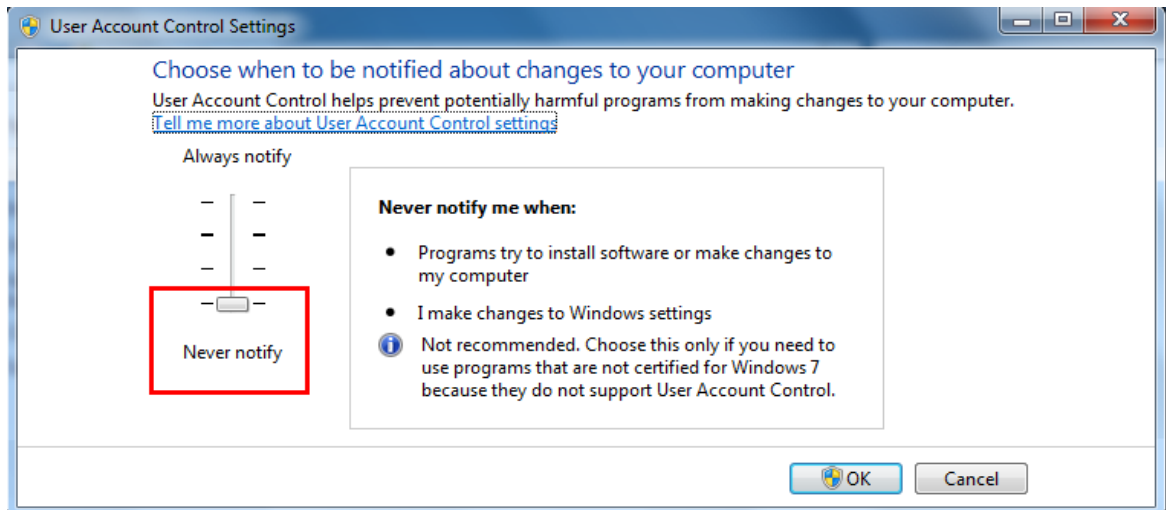 User Account Control Settings
Choose when to be notified about changes to your computer
User Account Control helps prevent potentially harmful programs from making changes to your computer.
Tell me more about User Account Control settings
Always notify
Never notify me when:
• Programs try to install software or make changes to
my computer
• I make changes to Windows settings
Never notify
Not recommended. Choose this only if you need to
use programs that are not certified for Windows 7
because they do not support User Account Control.
OK
Cancel